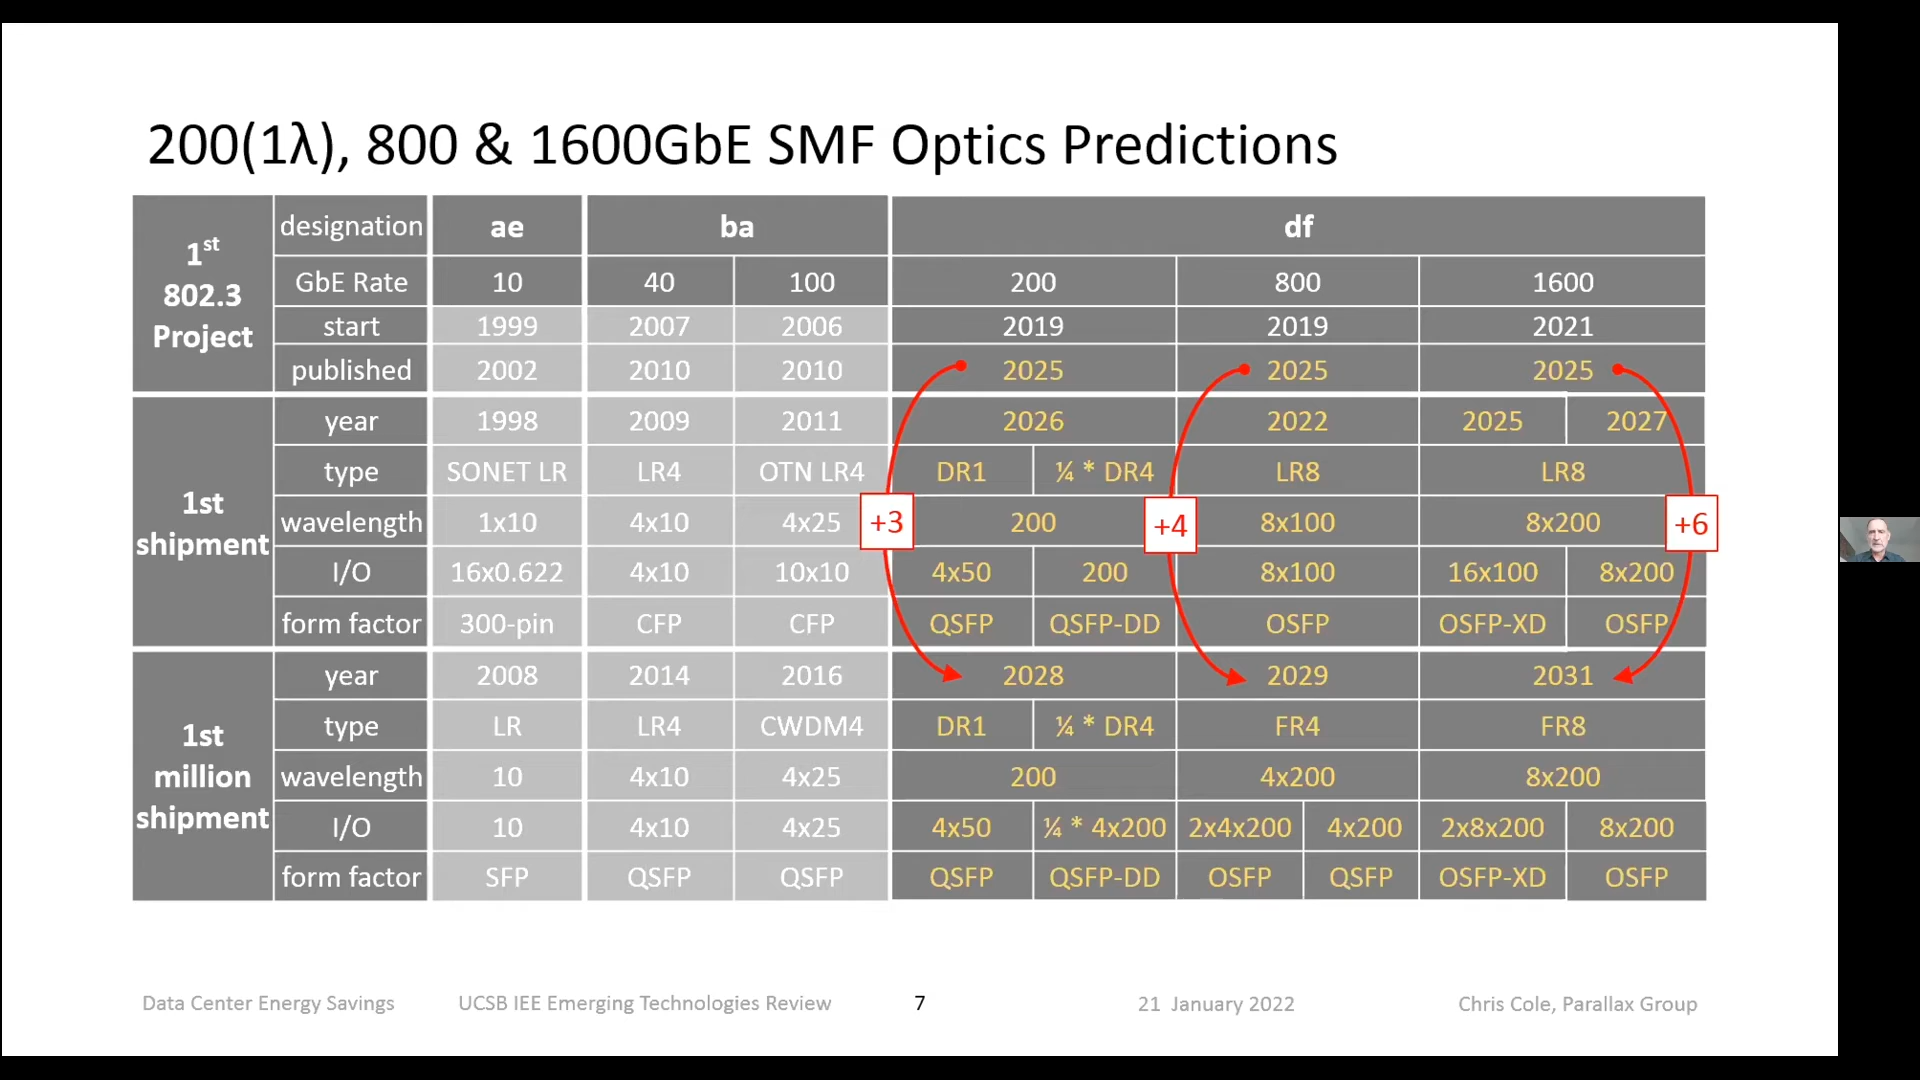 200(1λ), 800 & 1600GbE SMF Optics Predictions
1st 802.3 Project
designation ae ba df
GbE Rate 10 40 100 200 800 1600
start 1999 2007 2006 2019 2019 2021
published 2002 2010 2010 2025 2025 2025
1st shipment
year 1998 2009 2011 2026 2022 2025 2027
type SONET LR LR4 OTN LR4 DR1 ¼ * DR4 LR8 LR8
wavelength 1x10 4x10 4x25 +3 200 +4 8x100 8x200 +6
I/O 16x0.622 4x10 10x10 4x50 200 8x100 16x100 8x200
form factor 300-pin CFP CFP QSFP QSFP-DD OSFP OSFP-XD OSFP
1st million shipment
year 2008 2014 2016 2028 2029 2031
type LR LR4 CWDM4 DR1 ¼ * DR4 FR4 FR8
wavelength 10 4x10 4x25 200 4x200 8x200
I/O 10 4x10 4x25 4x50 ¼ * 4x200 2x4x200 4x200 2x8x200 8x200
form factor SFP QSFP QSFP QSFP QSFP-DD OSFP QSFP OSFP-XD OSFP
Data Center Energy Savings UCSB IEE Emerging Technologies Review 7 21 January 2022 Chris Cole, Parallax Group